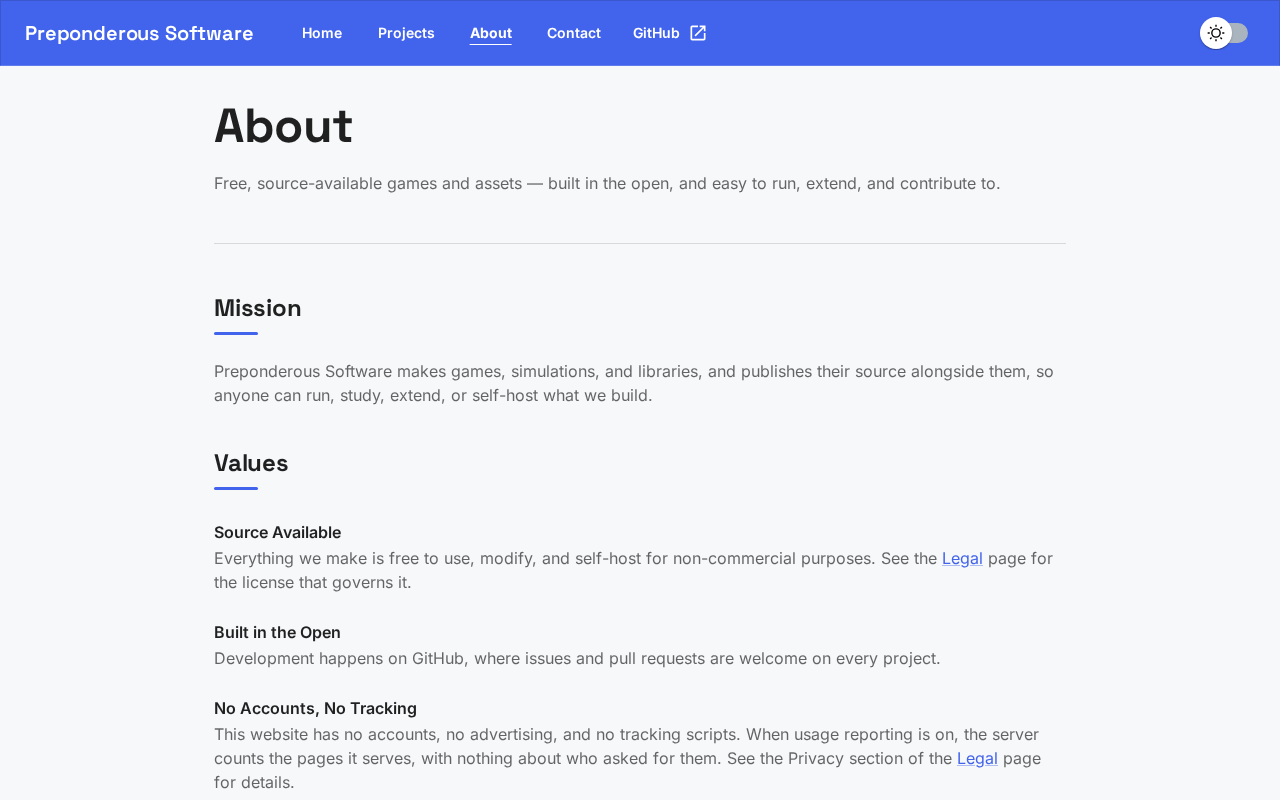 Preponderous Software
Home
Projects
About
Contact
GitHub
About
Free, source-available games and assets — built in the open, and easy to run, extend, and contribute to.
Mission
Preponderous Software makes games, simulations, and libraries, and publishes their source alongside them, so
anyone can run, study, extend, or self-host what we build.
Values
Source Available
Everything we make is free to use, modify, and self-host for non-commercial purposes. See the Legal page for
the license that governs it.
Built in the Open
Development happens on GitHub, where issues and pull requests are welcome on every project.
No Accounts, No Tracking
This website has no accounts, no advertising, and no tracking scripts. When usage reporting is on, the server
counts the pages it serves, with nothing about who asked for them. See the Privacy section of the Legal page
for details.